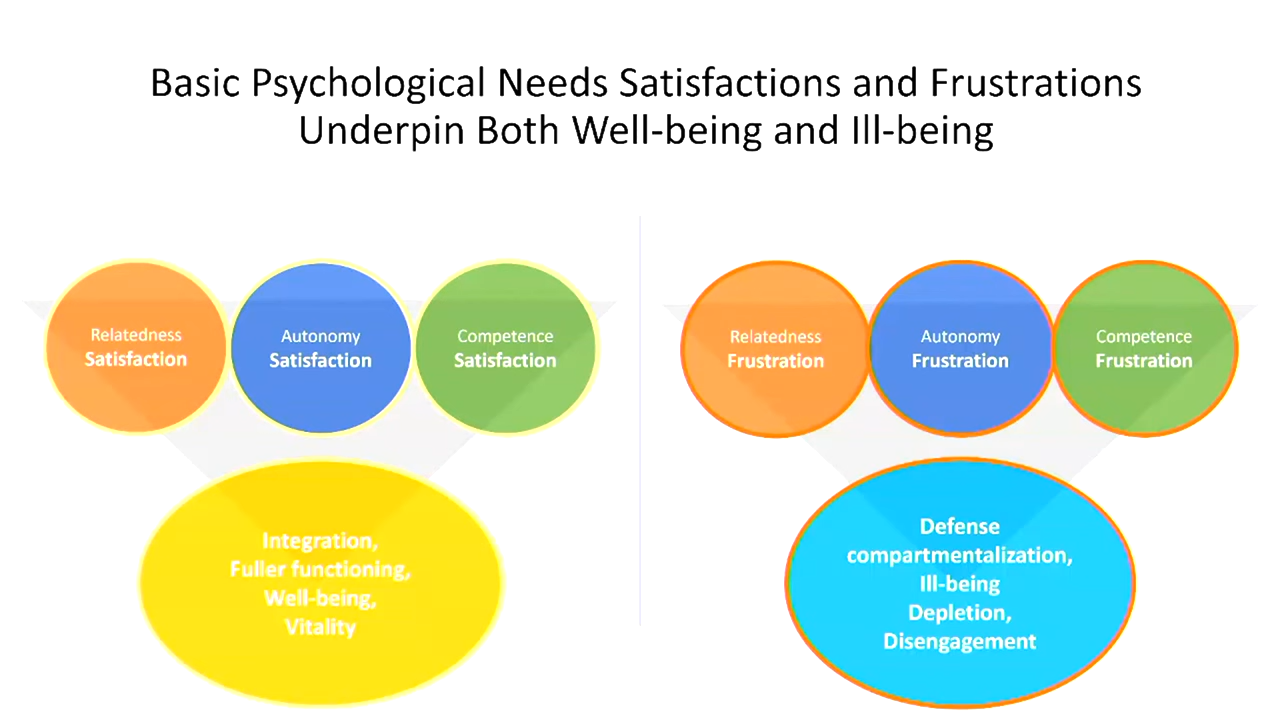 Basic Psychological Needs Satisfactions and Frustrations
Underpin Both Well-being and Ill-being
Relatedness
Satisfaction
Autonomy
Satisfaction
Competence
Satisfaction
Integration,
Fuller functioning,
Well-being,
Vitality
Relatedness
Frustration
Autonomy
Frustration
Competence
Frustration
Defense
compartmentalization,
Ill-being
Depletion,
Disengagement